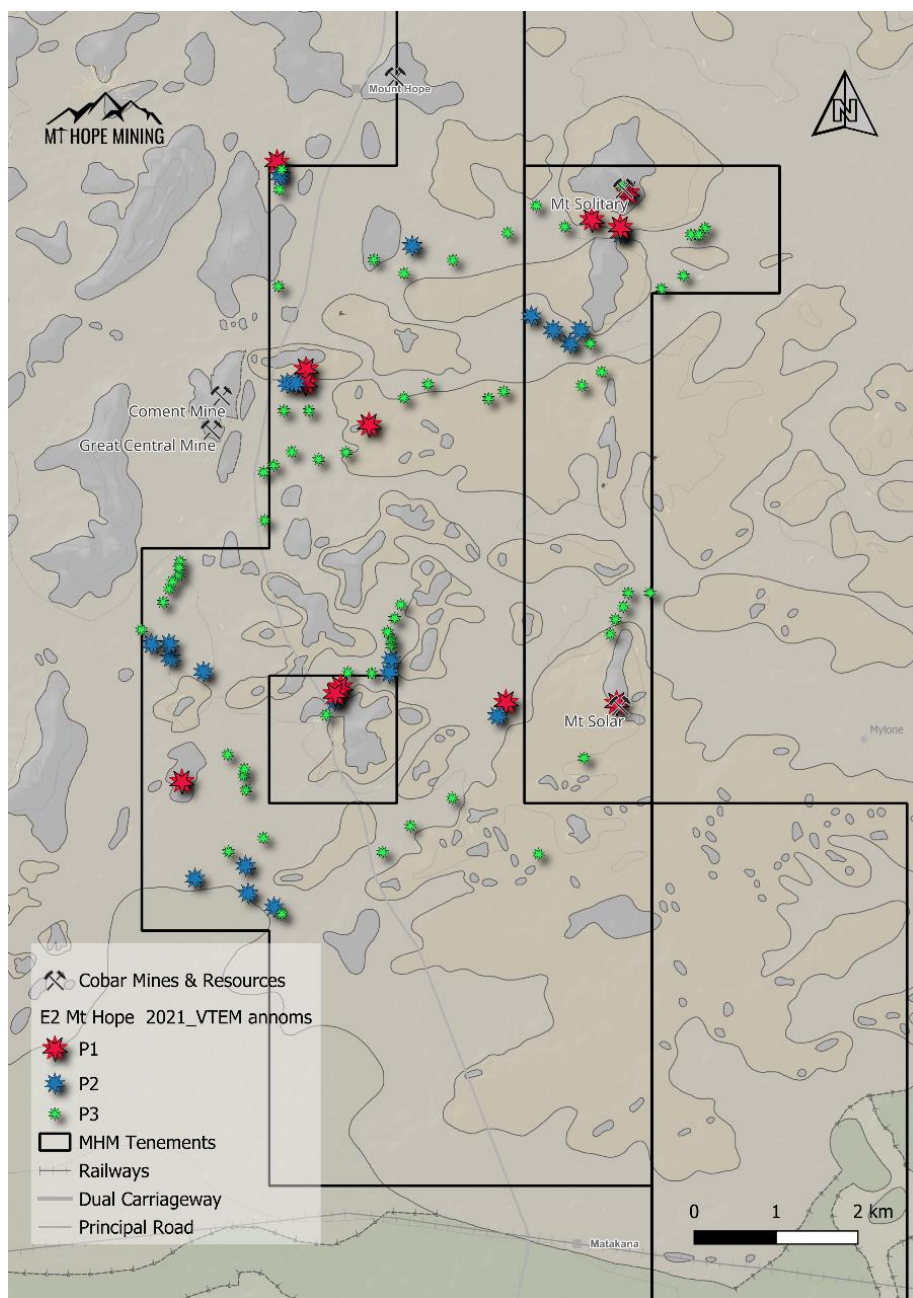 Mount Hope
MT HOPE MINING
N
Mt Solitary
Coment Mine
Great Central Mine
Mt Solar
Mylone
Cobar Mines & Resources
E2 Mt Hope 2021_VTEM annoms
P1
P2
P3
MHM Tenements
Railways
Dual Carriageway
Principal Road
0 1 2 km
Matakana